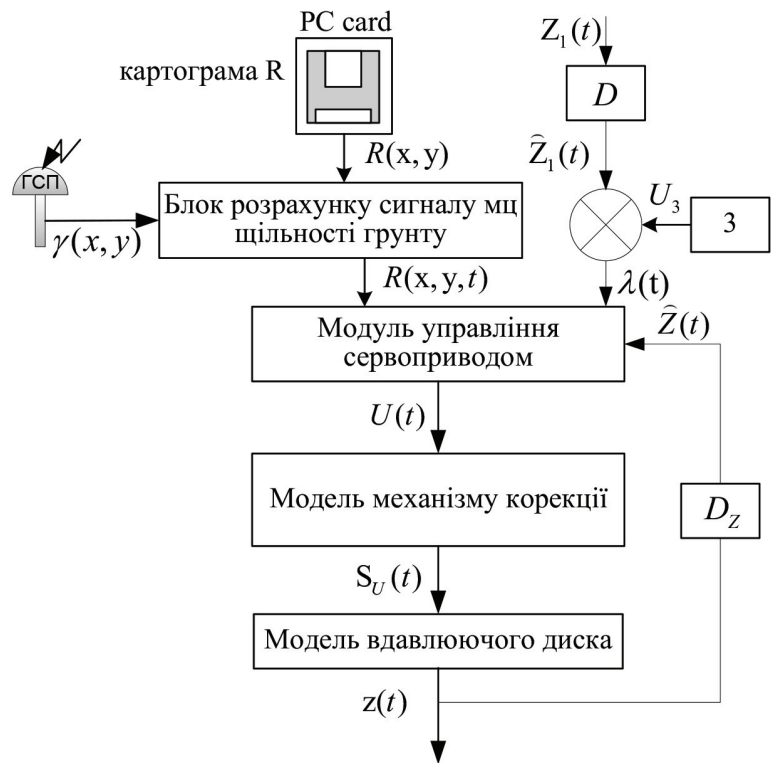 PC card
картограма R
Z₁(t)
D
R(x, y)
Ẑ₁(t)
ГСП
γ(x, y)
Блок розрахунку сигналу мц
щільності грунту
U₃
3
R(x, y, t)
λ(t)
Модуль управління
сервоприводом
Ẑ(t)
U(t)
Модель механізму корекції
D_Z
S_U(t)
Модель вдавлюючого диска
z(t)